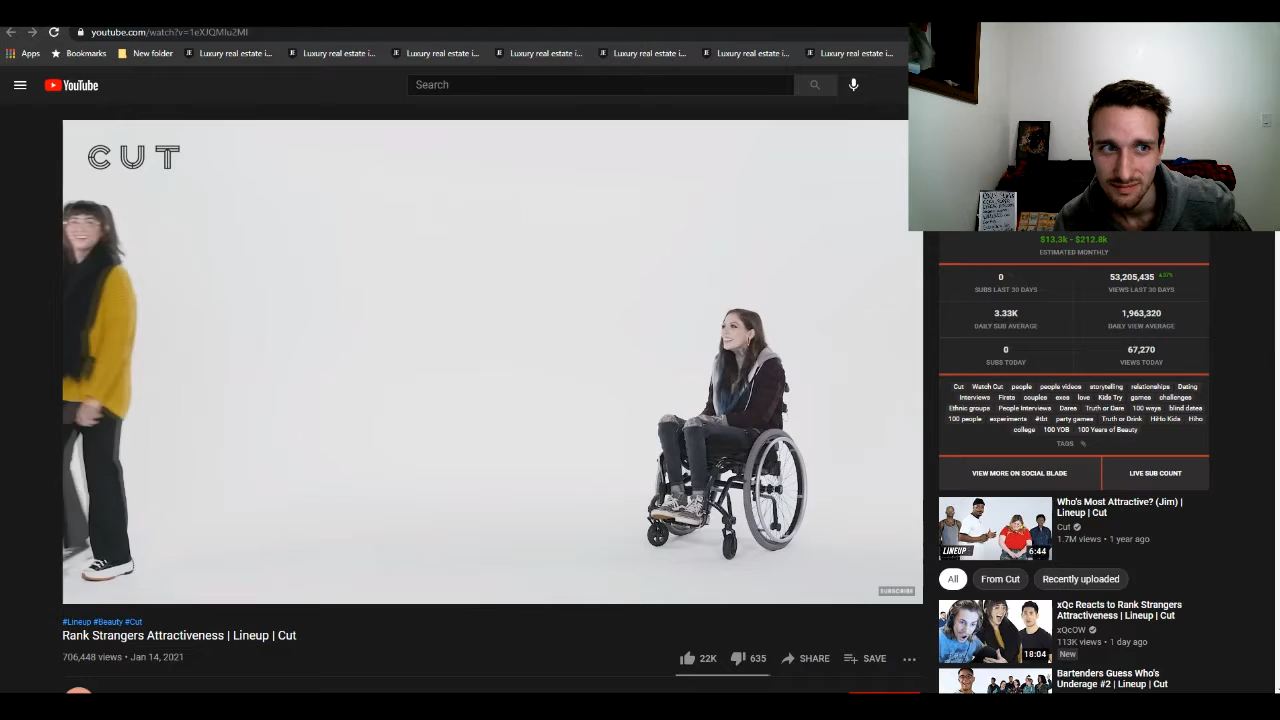 youtube.com/watch?v=1eXJQMIu2MI
Apps
Bookmarks
New folder
Luxury real estate i...
Luxury real estate i...
Luxury real estate i...
Luxury real estate i...
Luxury real estate i...
Luxury real estate i...
Luxury real estate i...
YouTube
Search
CUT
SUBSCRIBE
#Lineup #Beauty #Cut
Rank Strangers Attractiveness | Lineup | Cut
706,448 views • Jan 14, 2021
22K
635
SHARE
SAVE
$13.3k - $212.8k
ESTIMATED MONTHLY
0
53,205,435
SUBS LAST 30 DAYS
VIEWS LAST 30 DAYS
3.33K
1,963,320
DAILY SUB AVERAGE
DAILY VIEW AVERAGE
0
67,270
SUBS TODAY
VIEWS TODAY
Cut Watch Cut people people videos storytelling relationships Dating
Interviews Firsts couples exes love Kids Try games challenges
Ethnic groups People Interviews Dares Truth or Dare 100 ways blind dates
100 people experiments #tbt party games Truth or Drink HiHo Kids Hiho
college 100 YOB 100 Years of Beauty
TAGS
VIEW MORE ON SOCIAL BLADE
LIVE SUB COUNT
LINEUP
6:44
Who's Most Attractive? (Jim) |
Lineup | Cut
Cut
1.7M views • 1 year ago
All
From Cut
Recently uploaded
18:04
xQc Reacts to Rank Strangers
Attractiveness | Lineup | Cut
xQcOW
113K views • 1 day ago
New
Bartenders Guess Who's
Underage #2 | Lineup | Cut